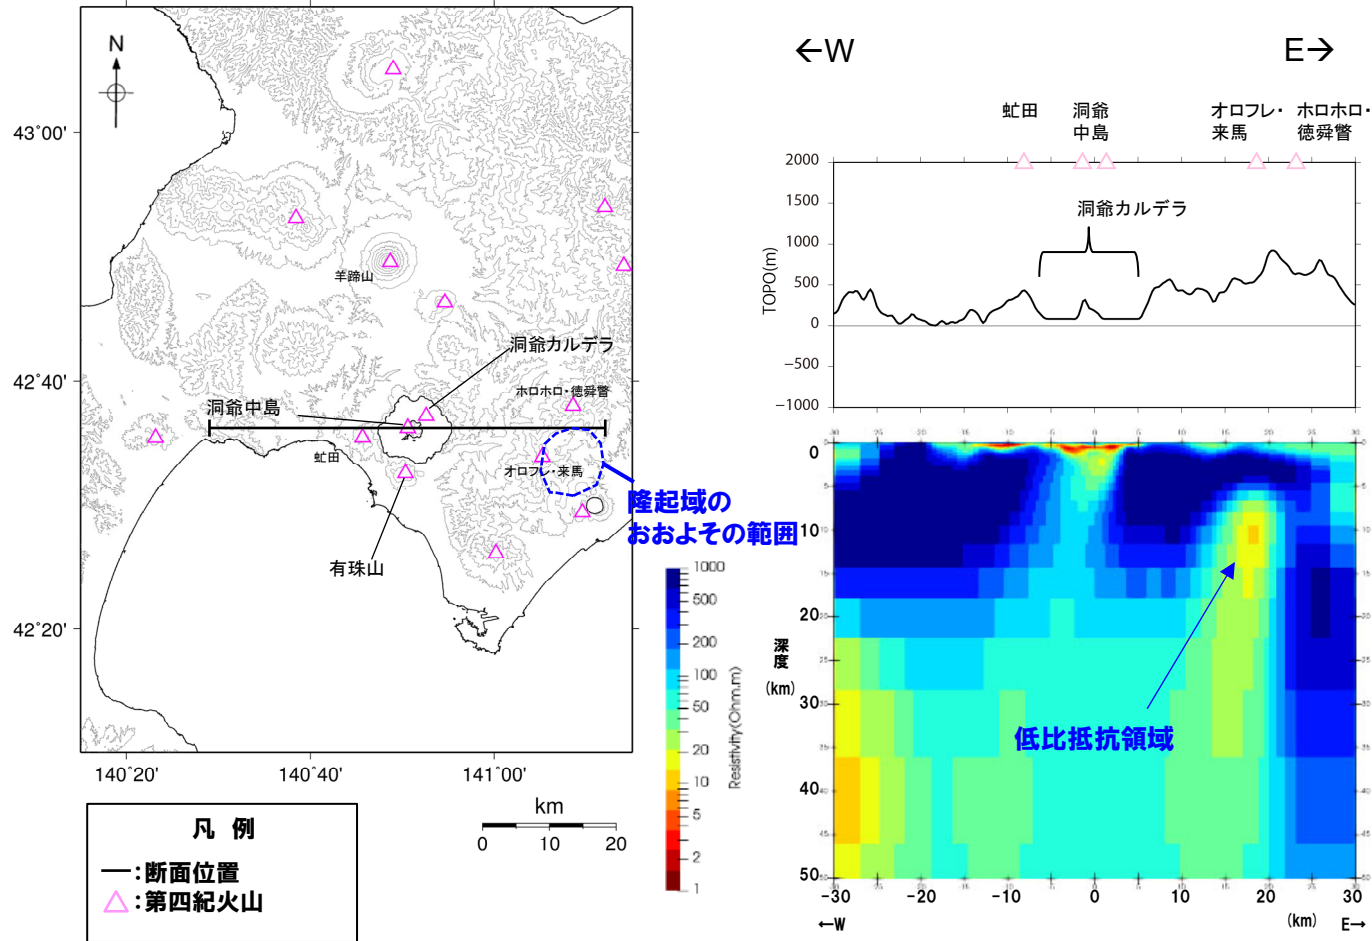 N
43°00'
42°40'
42°20'
140°20'
140°40'
141°00'
羊蹄山
洞爺カルデラ
ホロホロ・徳舜瞥
洞爺中島
虻田
オロフレ・来馬
有珠山
隆起域の
おおよその範囲
km
0 10 20
凡 例
—:断面位置
△:第四紀火山
1000
500
200
100
50
20
10
5
2
1
Resistivity(Ohm.m)
←W
E→
虻田
洞爺
中島
オロフレ・
来馬
ホロホロ・
徳舜瞥
2000
1500
1000
500
0
−500
−1000
TOPO(m)
洞爺カルデラ
0
10
20
30
40
50
深度
(km)
低比抵抗領域
-30 -20 -10 0 10 20 30
←W
(km)
E→